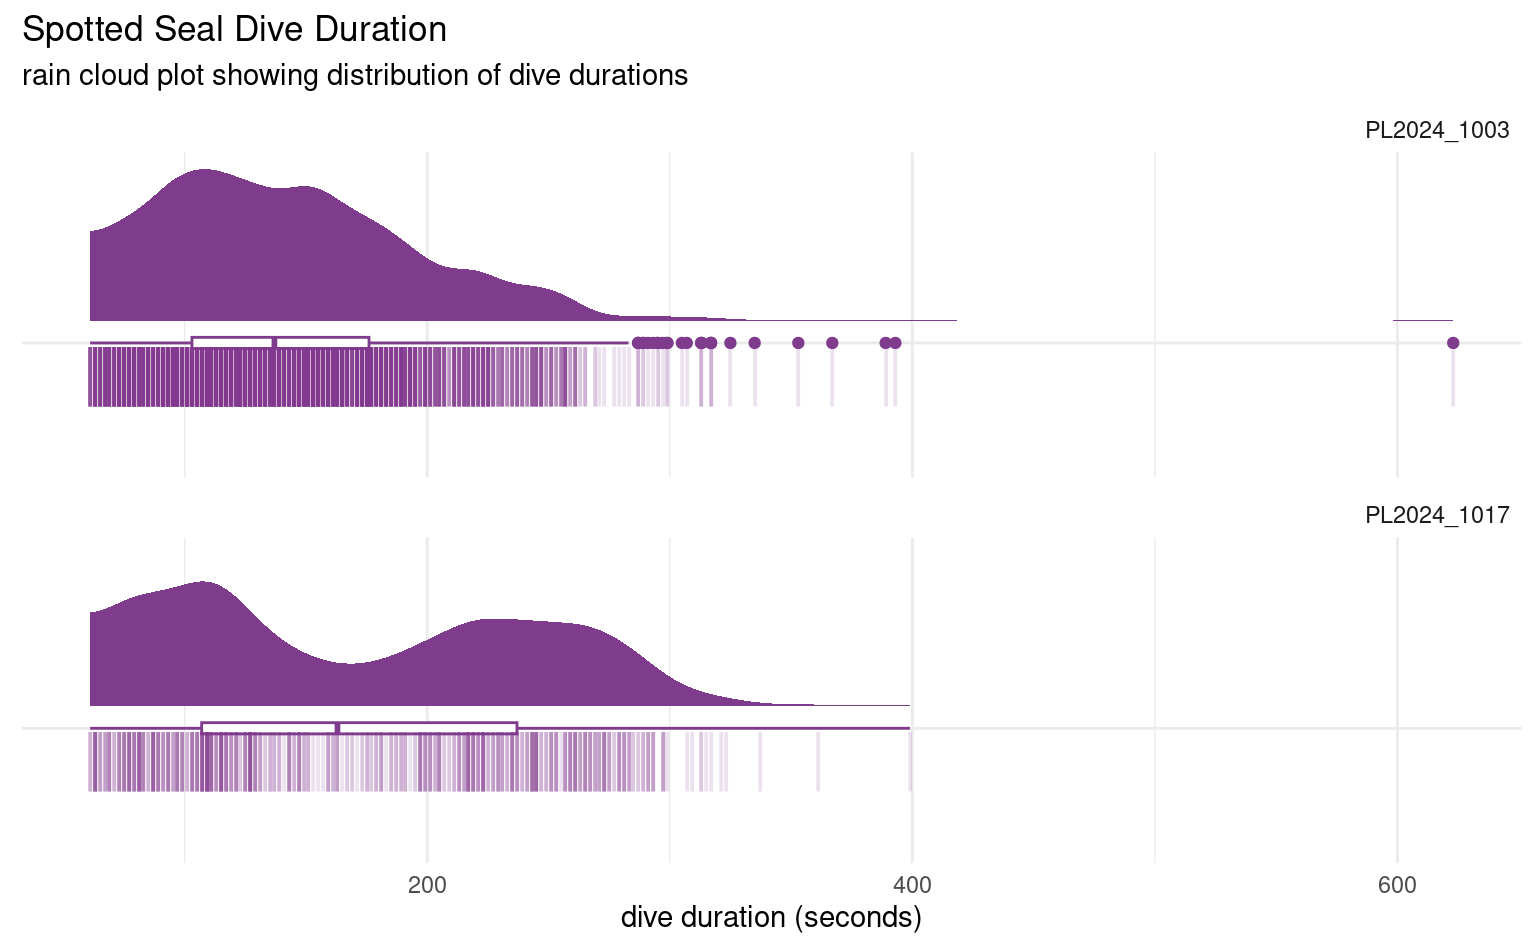 Spotted Seal Dive Duration
rain cloud plot showing distribution of dive durations
PL2024_1003
PL2024_1017
200 400 600
dive duration (seconds)